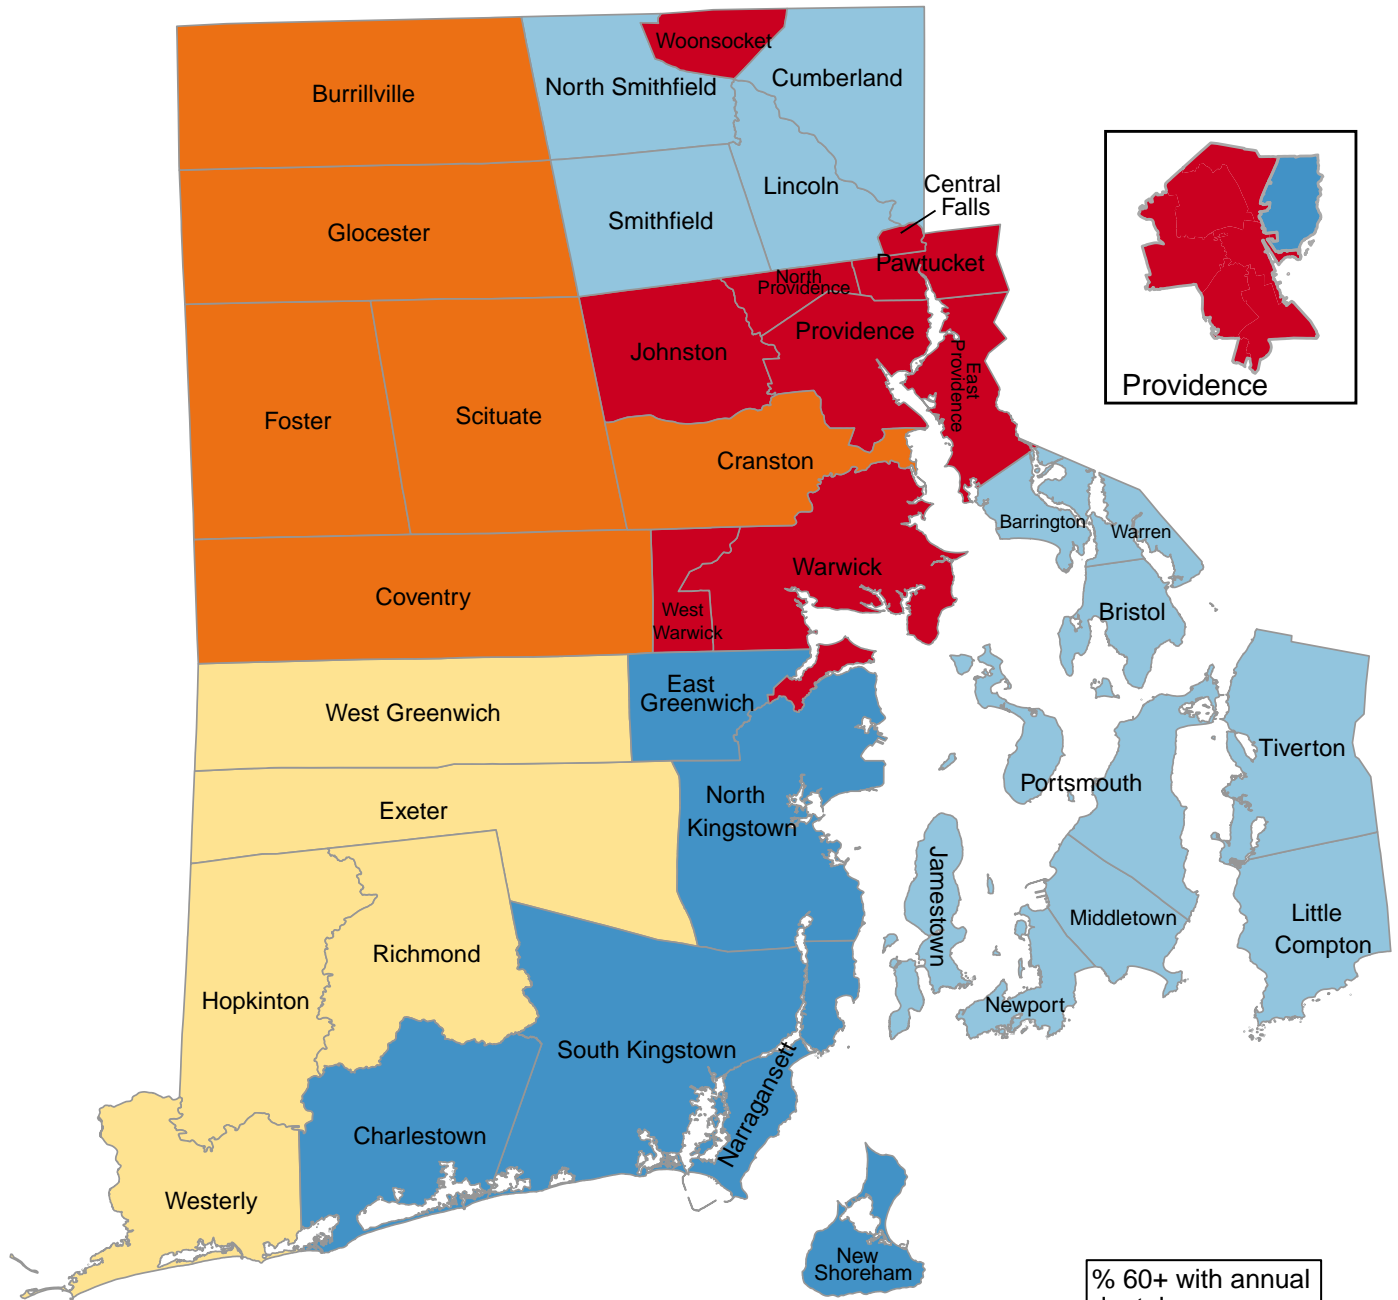 Woonsocket
Burrillville
North Smithfield
Cumberland
Glocester
Smithfield
Lincoln
Central
Falls
Pawtucket
North
Providence
Johnston
Providence
East
Providence
Foster
Scituate
Cranston
Providence
Barrington
Warren
Coventry
West
Warwick
Warwick
Bristol
West Greenwich
East
Greenwich
Tiverton
Exeter
North
Kingstown
Portsmouth
Jamestown
Middletown
Little
Compton
Richmond
Hopkinton
Newport
South Kingstown
Narragansett
Charlestown
Westerly
New
Shoreham
% 60+ with annual